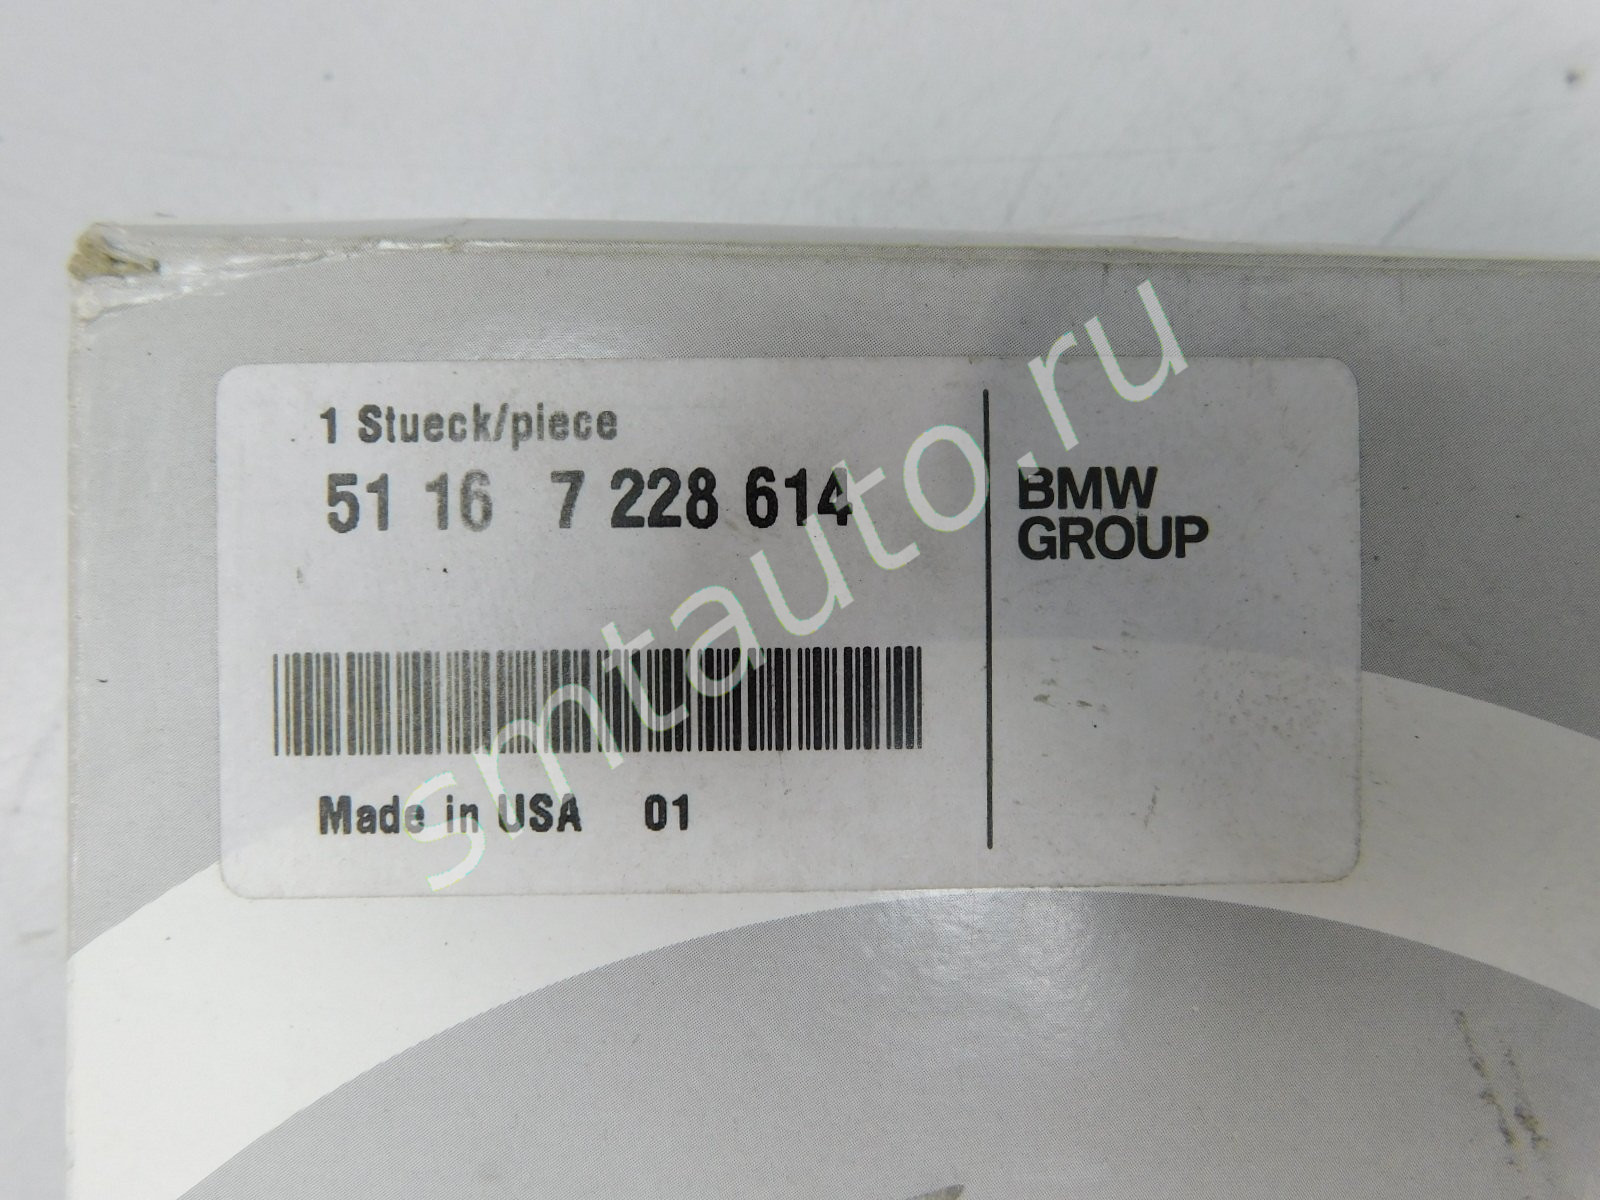 1 Stueck/piece
51 16 7 228 614
BMW
GROUP
Made in USA 01
smtauto.ru